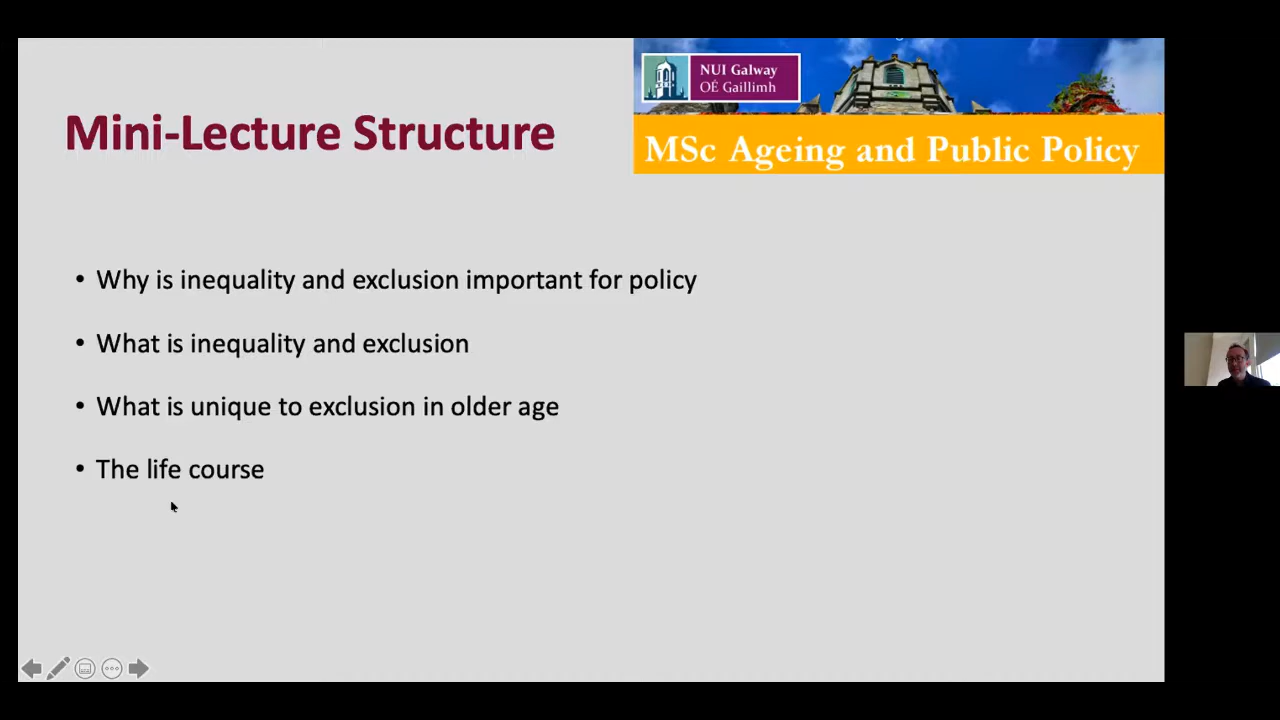 NUI Galway
OÉ Gaillimh
Mini-Lecture Structure
MSc Ageing and Public Policy
• Why is inequality and exclusion important for policy
• What is inequality and exclusion
• What is unique to exclusion in older age
• The life course